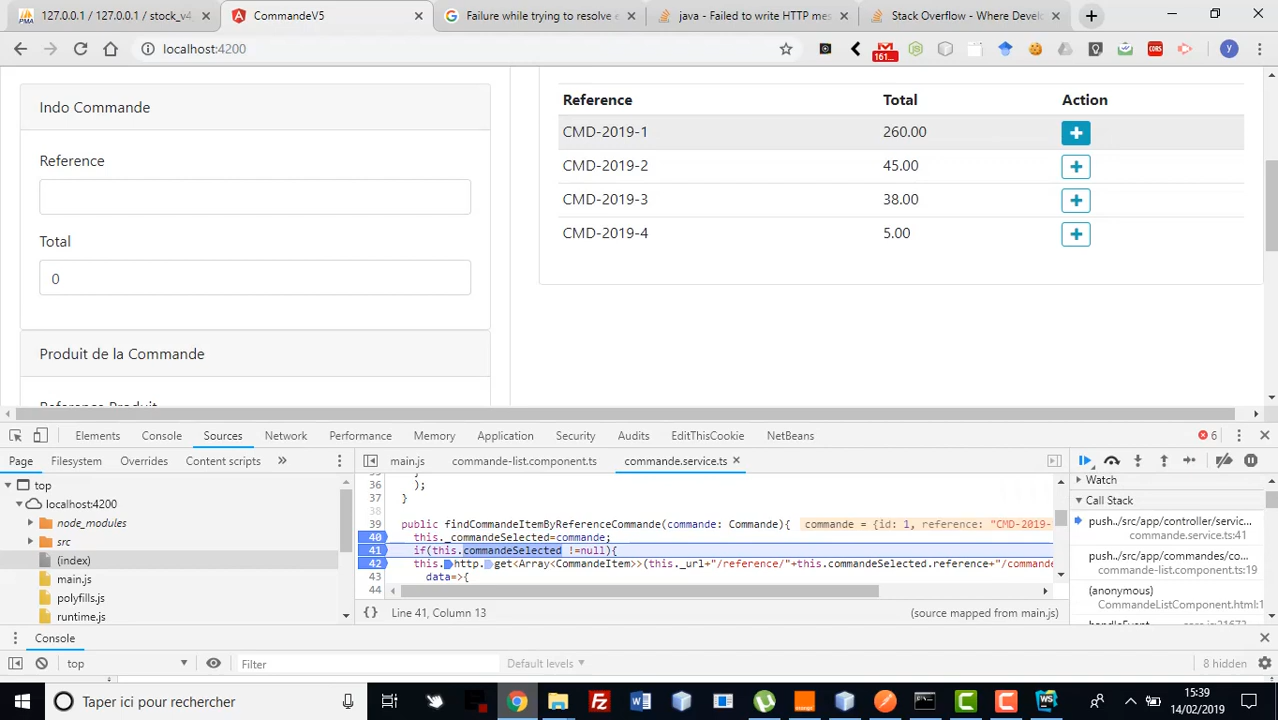 127.0.0.1 / 127.0.0.1 / stock_v4
CommandeV5
Failure while trying to resolve e
java - Failed to write HTTP mes
Stack Overflow - Where Develo
localhost:4200
161...
CORS
y
Indo Commande
Reference
Total
0
Produit de la Commande
Reference Produit
Reference Total Action
CMD-2019-1 260.00
CMD-2019-2 45.00
CMD-2019-3 38.00
CMD-2019-4 5.00
Elements Console Sources Network Performance Memory Application Security Audits EditThisCookie NetBeans 6
Page Filesystem Overrides Content scripts
top
localhost:4200
node_modules
src
(index)
main.js
polyfills.js
runtime.js
main.js commande-list.component.ts commande.service.ts
36 );
37 }
38
39 public findCommandeItemByReferenceCommande(commande: Commande){ commande = {id: 1, reference: "CMD-2019-
40 this._commandeSelected=commande;
41 if(this.commandeSelected !=null){
42 this.http.get<Array<CommandeItem>>(this._url+"/reference/"+this.commandeSelected.reference+"/commande
43 data=>{
44
{} Line 41, Column 13 (source mapped from main.js)
Watch
Call Stack
push../src/app/controller/servic...
commande.service.ts:41
push../src/app/commandes/co...
commande-list.component.ts:19
(anonymous)
CommandeListComponent.html:1
Console
top Filter Default levels 8 hidden
Taper ici pour rechercher
15:39
14/02/2019